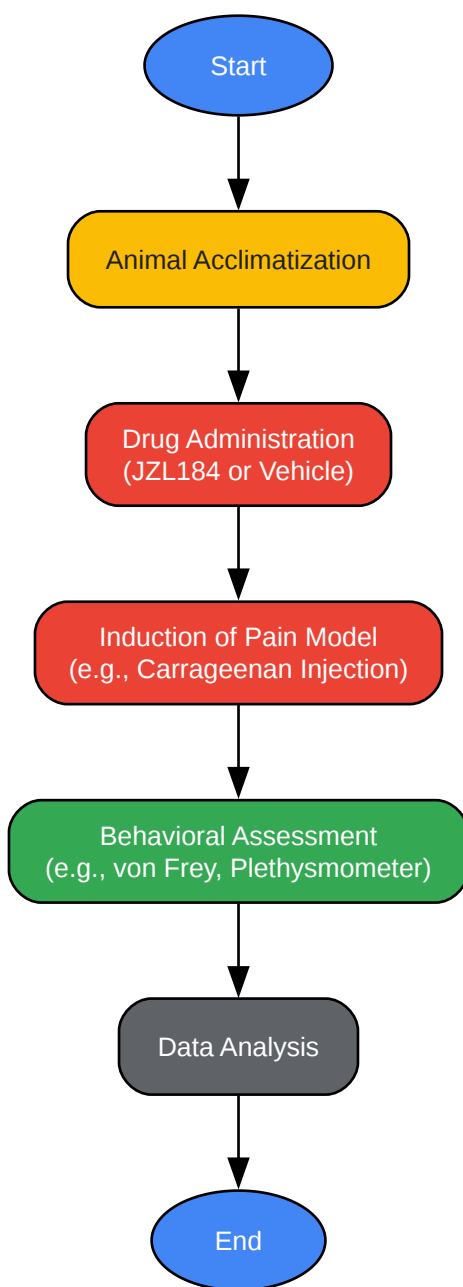 Start
Animal Acclimatization
Drug Administration
(JZL184 or Vehicle)
Induction of Pain Model
(e.g., Carrageenan Injection)
Behavioral Assessment
(e.g., von Frey, Plethysmometer)
Data Analysis
End